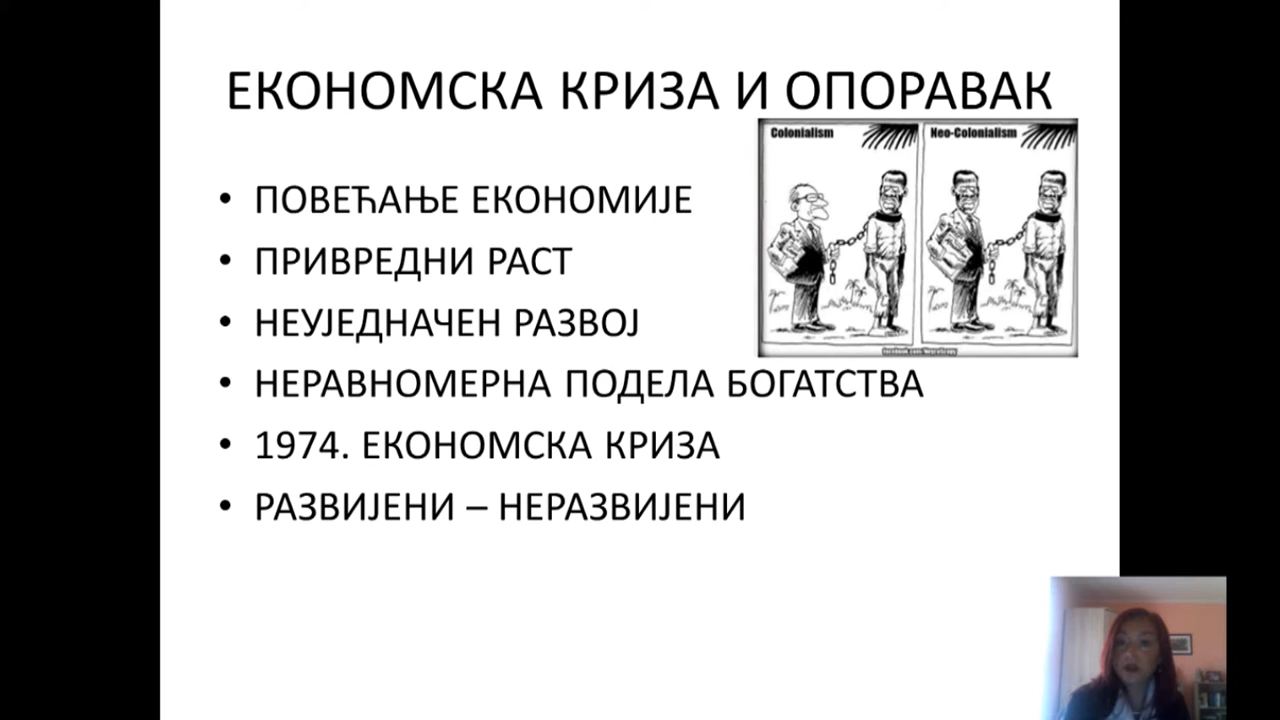 ЕКОНОМСКА КРИЗА И ОПОРАВАК
Colonialism
Neo-Colonialism
• ПОВЕЋАЊЕ ЕКОНОМИЈЕ
• ПРИВРЕДНИ РАСТ
• НЕУЈЕДНАЧЕН РАЗВОЈ
• НЕРАВНОМЕРНА ПОДЕЛА БОГАТСТВА
• 1974. ЕКОНОМСКА КРИЗА
• РАЗВИЈЕНИ – НЕРАЗВИЈЕНИ